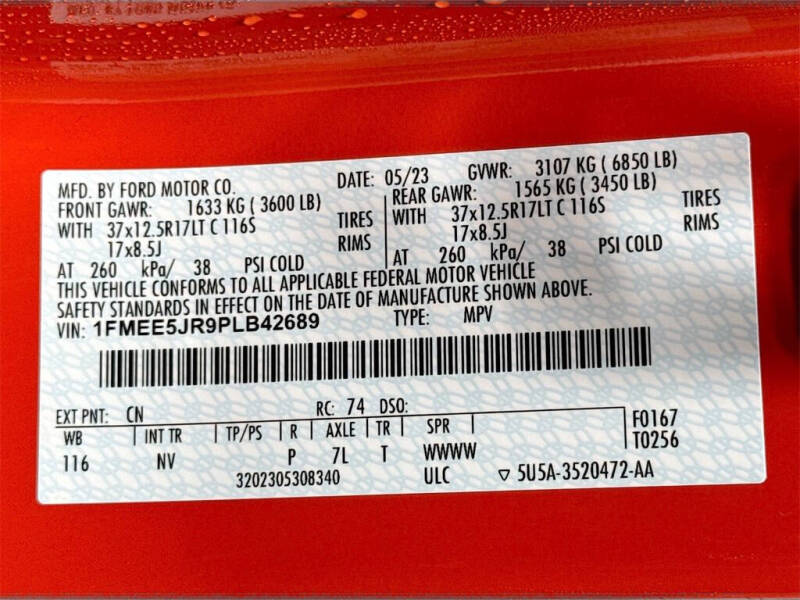 MFD. BY FORD MOTOR CO. DATE: 05/23 GVWR: 3107 KG ( 6850 LB)
FRONT GAWR: 1633 KG ( 3600 LB) REAR GAWR: 1565 KG ( 3450 LB)
WITH 37x12.5R17LT C 116S TIRES WITH 37x12.5R17LT C 116S TIRES
17x8.5J RIMS 17x8.5J RIMS
AT 260 kPa/ 38 PSI COLD AT 260 kPa/ 38 PSI COLD
THIS VEHICLE CONFORMS TO ALL APPLICABLE FEDERAL MOTOR VEHICLE
SAFETY STANDARDS IN EFFECT ON THE DATE OF MANUFACTURE SHOWN ABOVE.
VIN: 1FMEE5JR9PLB42689 TYPE: MPV
EXT PNT: CN RC: 74 DSO:
WB INT TR TP/PS R AXLE TR SPR F0167
116 NV P 7L T WWWW T0256
3202305308340 ULC ▽ 5U5A-3520472-AA